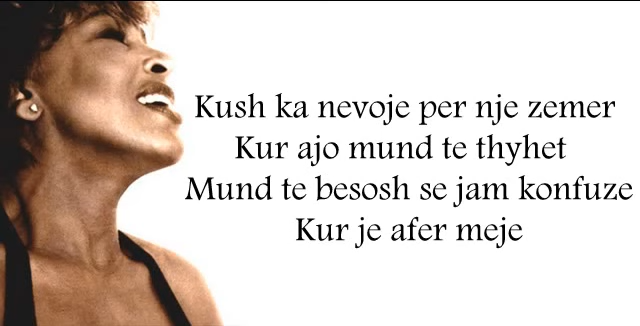 Kush ka nevoje per nje zemer
Kur ajo mund te thyhet
Mund te besosh se jam konfuze
Kur je afer meje